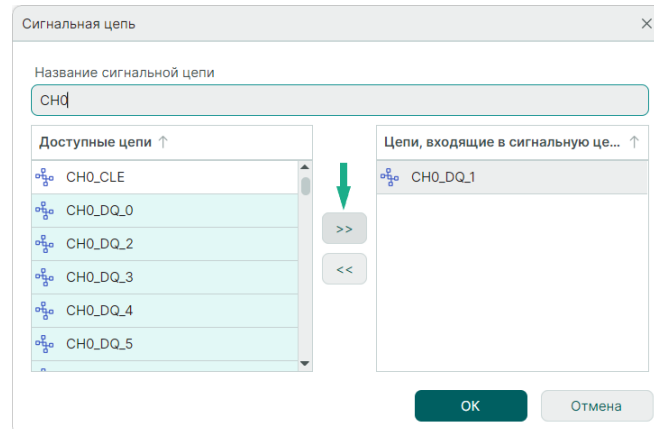 Сигнальная цепь
Название сигнальной цепи
CH0
Доступные цепи ↑
Цепи, входящие в сигнальную це... ↑
CH0_CLE
CH0_DQ_1
CH0_DQ_0
>>
CH0_DQ_2
<<
CH0_DQ_3
CH0_DQ_4
CH0_DQ_5
ОК
Отмена